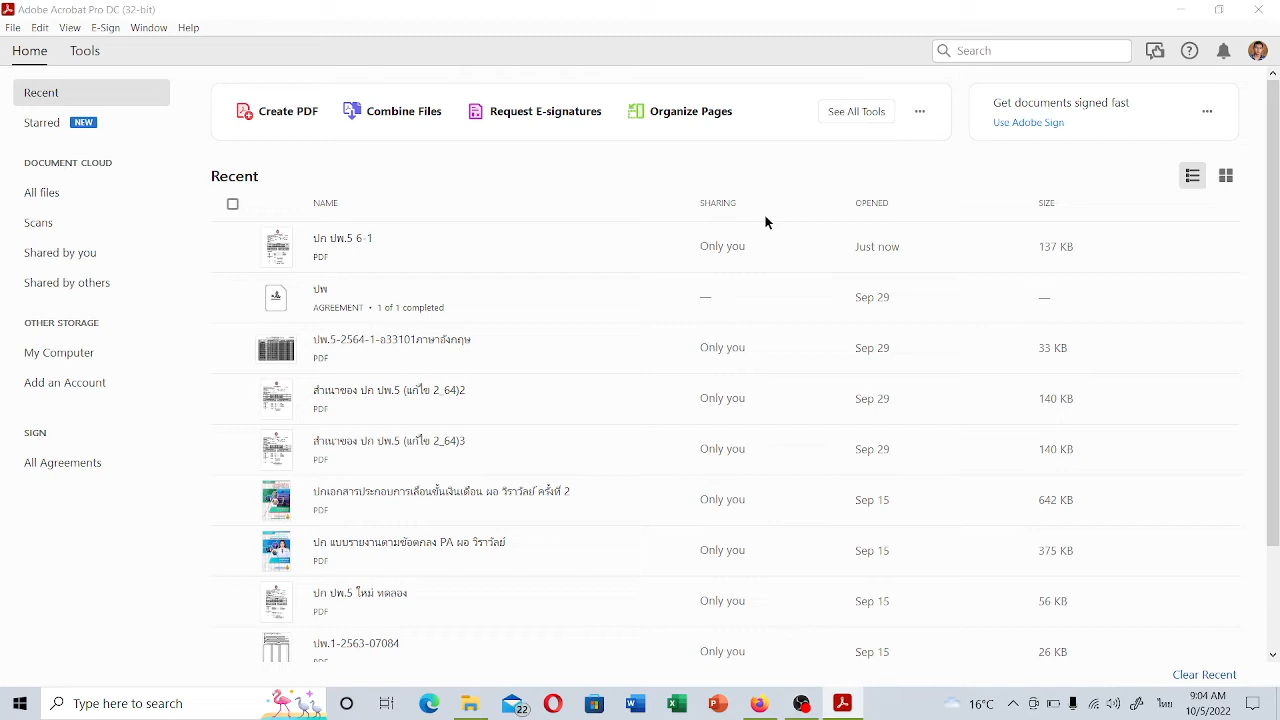 Adobe Acrobat Pro DC (32-bit)
File Edit View E-Sign Window Help
Home Tools
Search
Recent
Starred NEW
DOCUMENT CLOUD
All files
Scans
Shared by you
Shared by others
OTHER STORAGE
My Computer
Add an Account
SIGN
All Agreements
Create PDF Combine Files Request E-signatures Organize Pages See All Tools
Get documents signed fast
Use Adobe Sign
Recent
NAME SHARING OPENED SIZE
ปก ปพ.5 6-1 Only you Just now 137 KB
PDF
ปพ — Sep 29 —
AGREEMENT • 1 of 1 completed
ปพ.5-2564-1-อ33101ภาษาอังกฤษ Only you Sep 29 33 KB
PDF
สำเนาของ ปก ปพ.5 (แก้ไข 2_64)2 Only you Sep 29 140 KB
PDF
สำเนาของ ปก ปพ.5 (แก้ไข 2_64)3 Only you Sep 29 140 KB
PDF
ปกเอกสารประกอบการเลื่อนขั้นเงินเดือน ผอ วีราวัลย์ ครั้งที่ 2 Only you Sep 15 642 KB
PDF
ปก แบบรายงานตามข้อตกลง PA ผอ วีราวัลย์ Only you Sep 15 373 KB
PDF
ปก ปพ.5 ใหม่ ทดลอง Only you Sep 15
PDF
ปพ.1-2563-07084 Only you Sep 15 26 KB
PDF
Clear Recent
Type here to search
22
ไทย
9:04 AM
10/5/2022